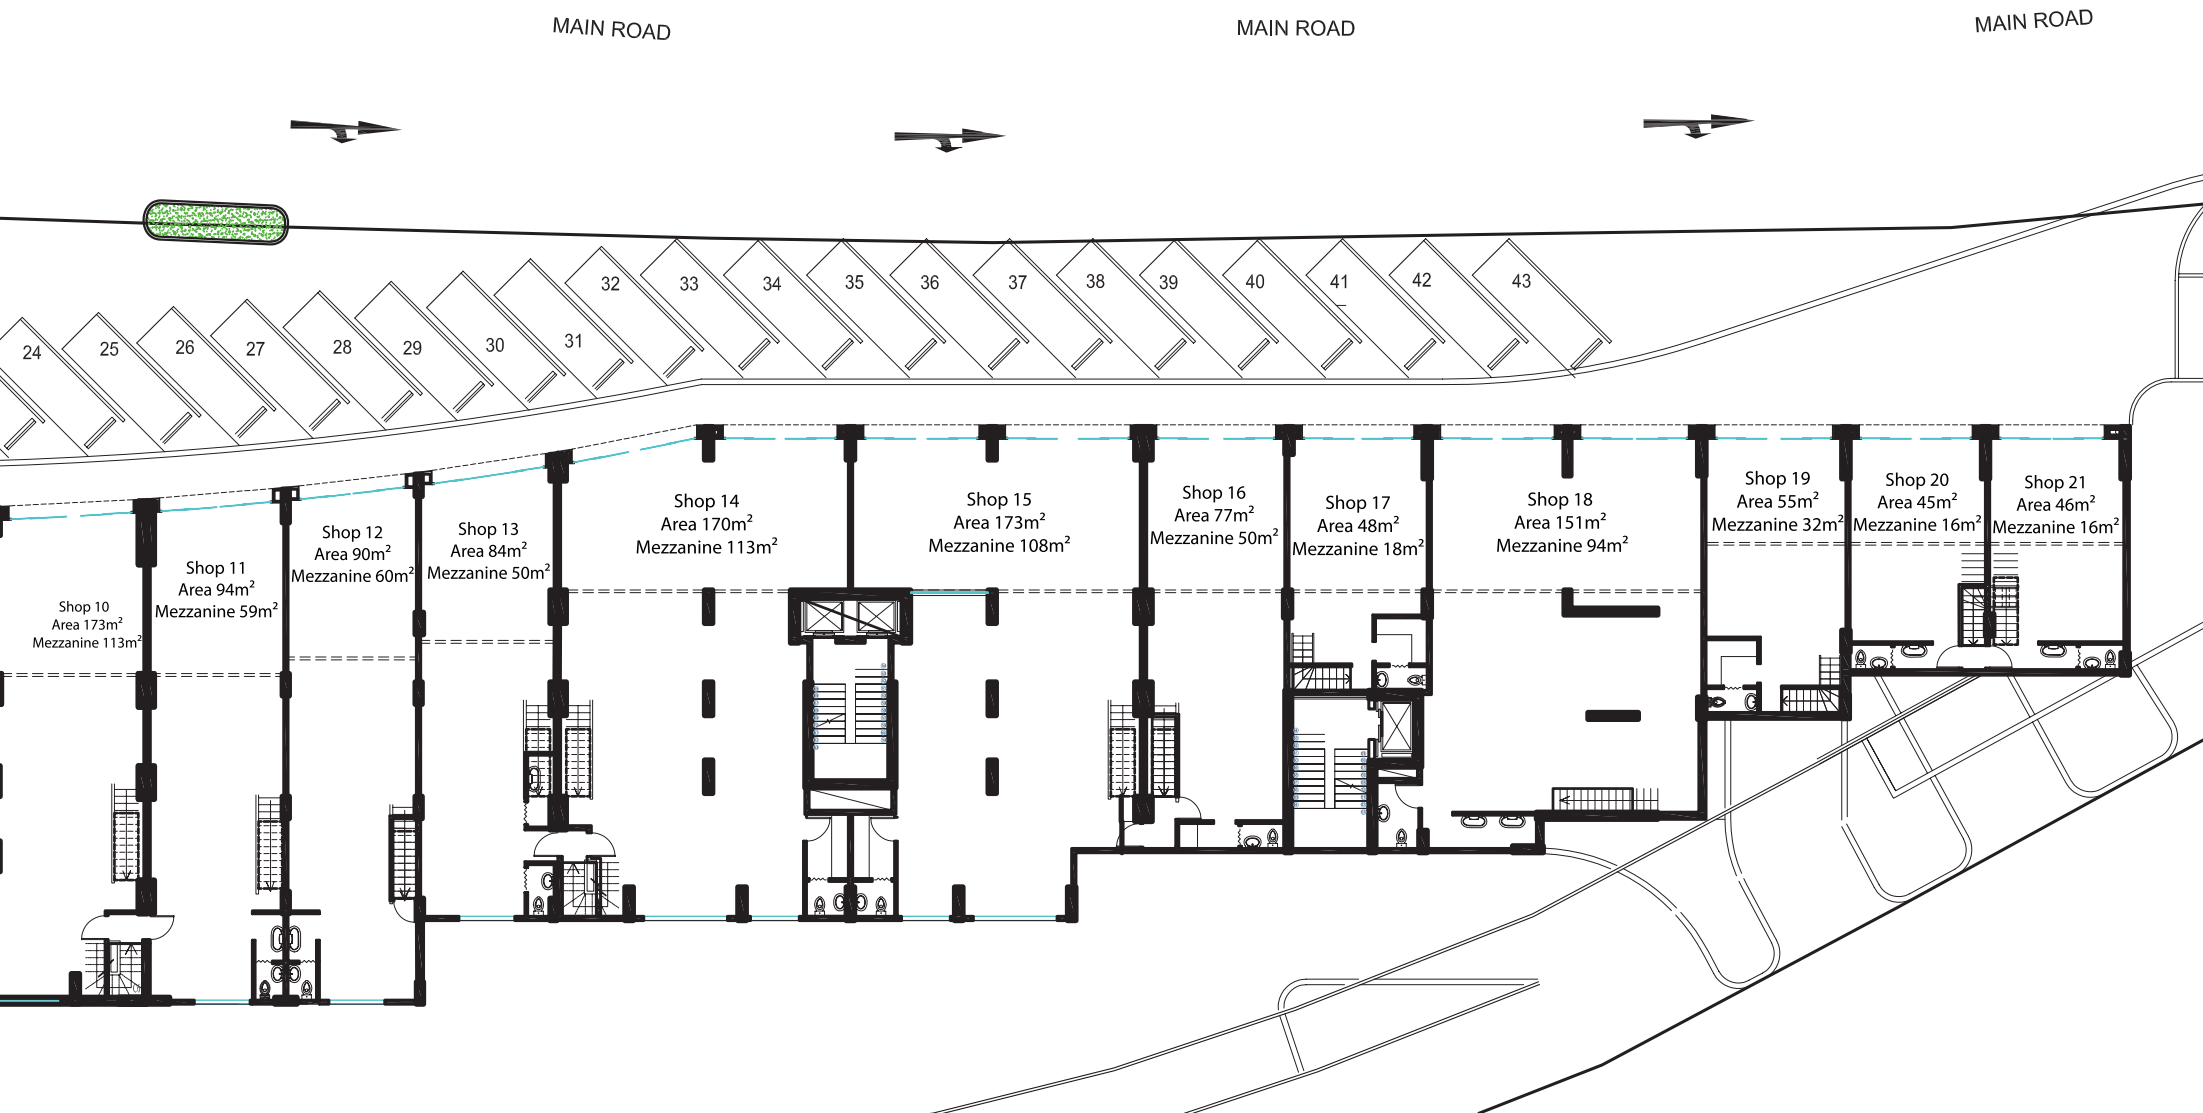 MAIN ROAD
MAIN ROAD
MAIN ROAD
24
25
26
27
28
29
30
31
32
33
34
35
36
37
38
39
40
41
42
43
Shop 10
Area 173m²
Mezzanine 113m²
Shop 11
Area 94m²
Mezzanine 59m²
Shop 12
Area 90m²
Mezzanine 60m²
Shop 13
Area 84m²
Mezzanine 50m²
Shop 14
Area 170m²
Mezzanine 113m²
Shop 15
Area 173m²
Mezzanine 108m²
Shop 16
Area 77m²
Mezzanine 50m²
Shop 17
Area 48m²
Mezzanine 18m²
Shop 18
Area 151m²
Mezzanine 94m²
Shop 19
Area 55m²
Mezzanine 32m²
Shop 20
Area 45m²
Mezzanine 16m²
Shop 21
Area 46m²
Mezzanine 16m²